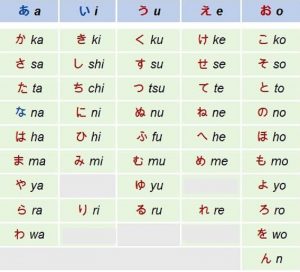 あ a い i う u え e お o
か ka き ki く ku け ke こ ko
さ sa し shi す su せ se そ so
た ta ち chi つ tsu て te と to
な na に ni ぬ nu ね ne の no
は ha ひ hi ふ fu へ he ほ ho
ま ma み mi む mu め me も mo
や ya ゆ yu よ yo
ら ra り ri る ru れ re ろ ro
わ wa を wo
ん n